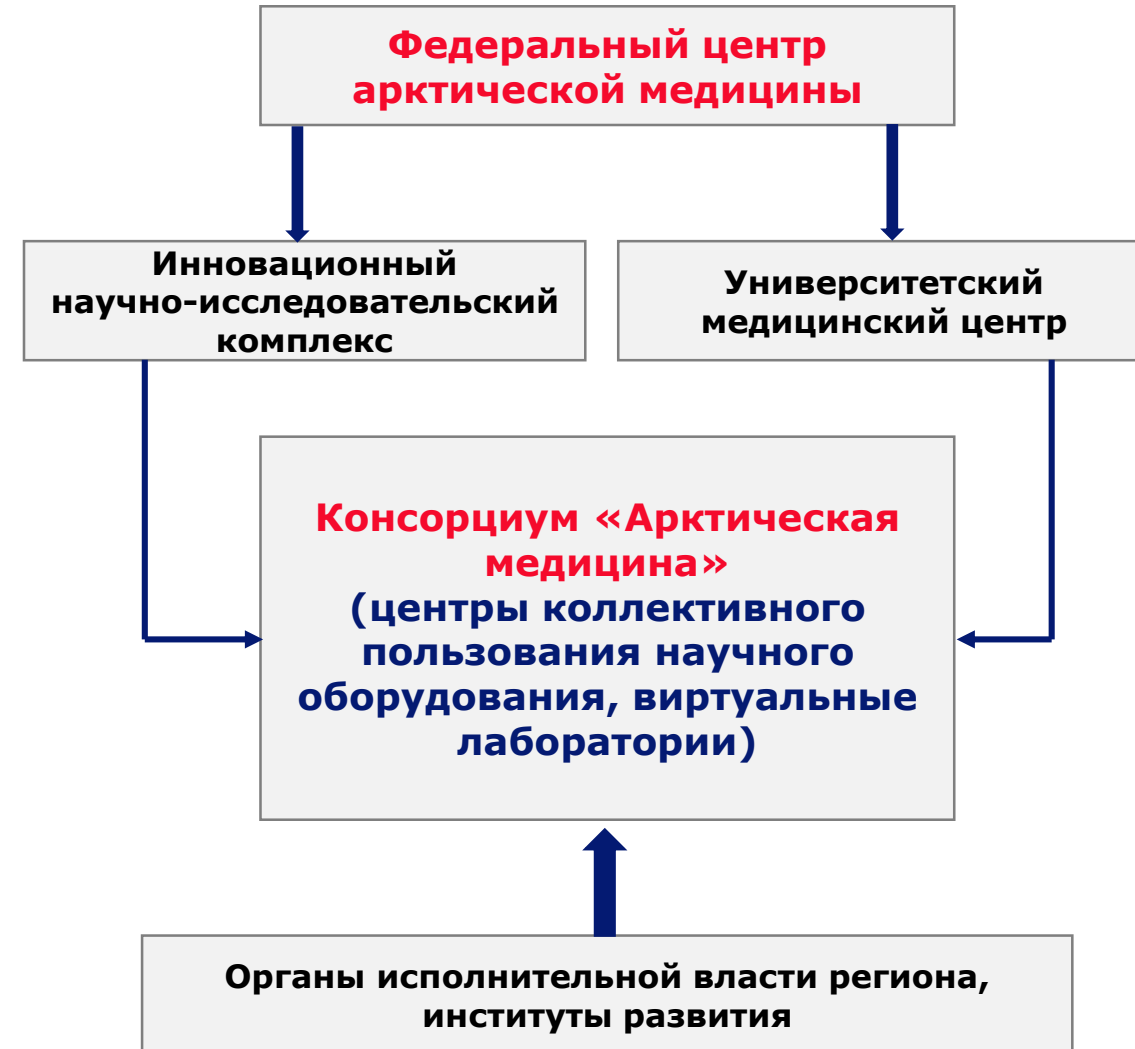 Федеральный центр
арктической медицины
Инновационный
научно-исследовательский
комплекс
Университетский
медицинский центр
Консорциум «Арктическая
медицина»
(центры коллективного
пользования научного
оборудования, виртуальные
лаборатории)
Органы исполнительной власти региона,
институты развития